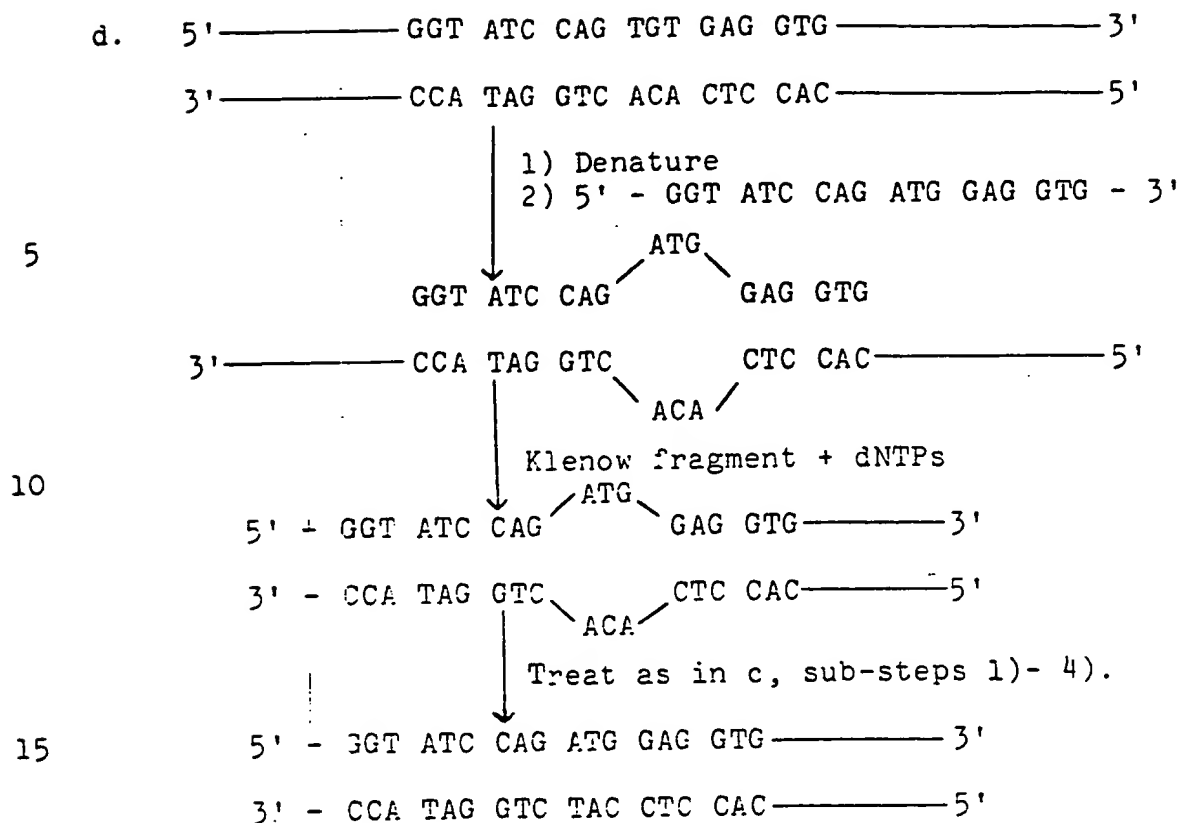 d. 5' GGT ATC CAG TGT GAG GTG 3'
3' CCA TAG GTC ACA CTC CAC 5'
1) Denature
2) 5' - GGT ATC CAG ATG GAG GTG - 3'
5
ATG
GGT ATC CAG GAG GTG
3' CCA TAG GTC CTC CAC 5'
ACA
Klenow fragment + dNTPs
10
ATG
5' - GGT ATC CAG GAG GTG 3'
3' - CCA TAG GTC CTC CAC 5'
ACA
Treat as in c, sub-steps 1)- 4).
15
5' - GGT ATC CAG ATG GAG GTG 3'
3' - CCA TAG GTC TAC CTC CAC 5'